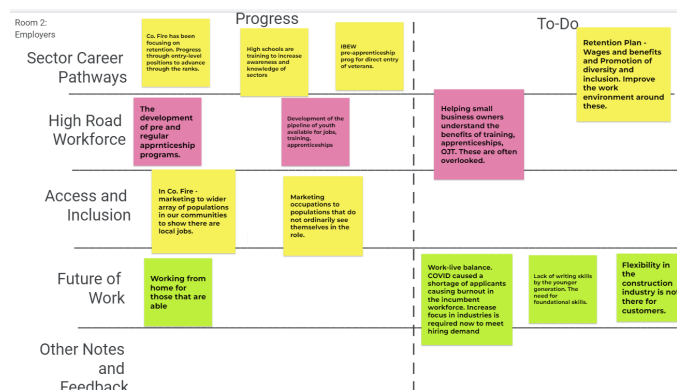 Room 2:
Employers
Progress
To-Do
Sector Career
Pathways
Co. Fire has been
focusing on
retention. Progress
through entry-level
positions to advance
through the ranks.
High schools are
training to increase
awareness and
knowledge of
sectors
IBEW
pre-apprenticeship
prog for direct entry
of veterans.
Retention Plan -
Wages and benefits
and Promotion of
diversity and
inclusion. Improve
the work
environment around
these.
High Road
Workforce
The
development
of pre and
regular
apprnticeship
programs.
Development of the
pipeline of youth
available for jobs,
training,
apprenticeships
Helping small
business owners
understand the
benefits of training,
apprenticeships,
OJT. These are often
overlooked.
Access and
Inclusion
In Co. Fire -
marketing to wider
array of populations
in our communities
to show there are
local jobs.
Marketing
occupations to
populations that do
not ordinarily see
themselves in the
role.
Future of
Work
Working from
home for
those that are
able
Work-live balance.
COVID caused a
shortage of applicants
causing burnout in
the incumbent
workforce. Increase
focus in industries is
required now to meet
hiring demand
Lack of writing skills
by the younger
generation. The
need for
foundational skills.
Flexibility in
the
construction
industry is not
there for
customers.
Other Notes
and
Feedback